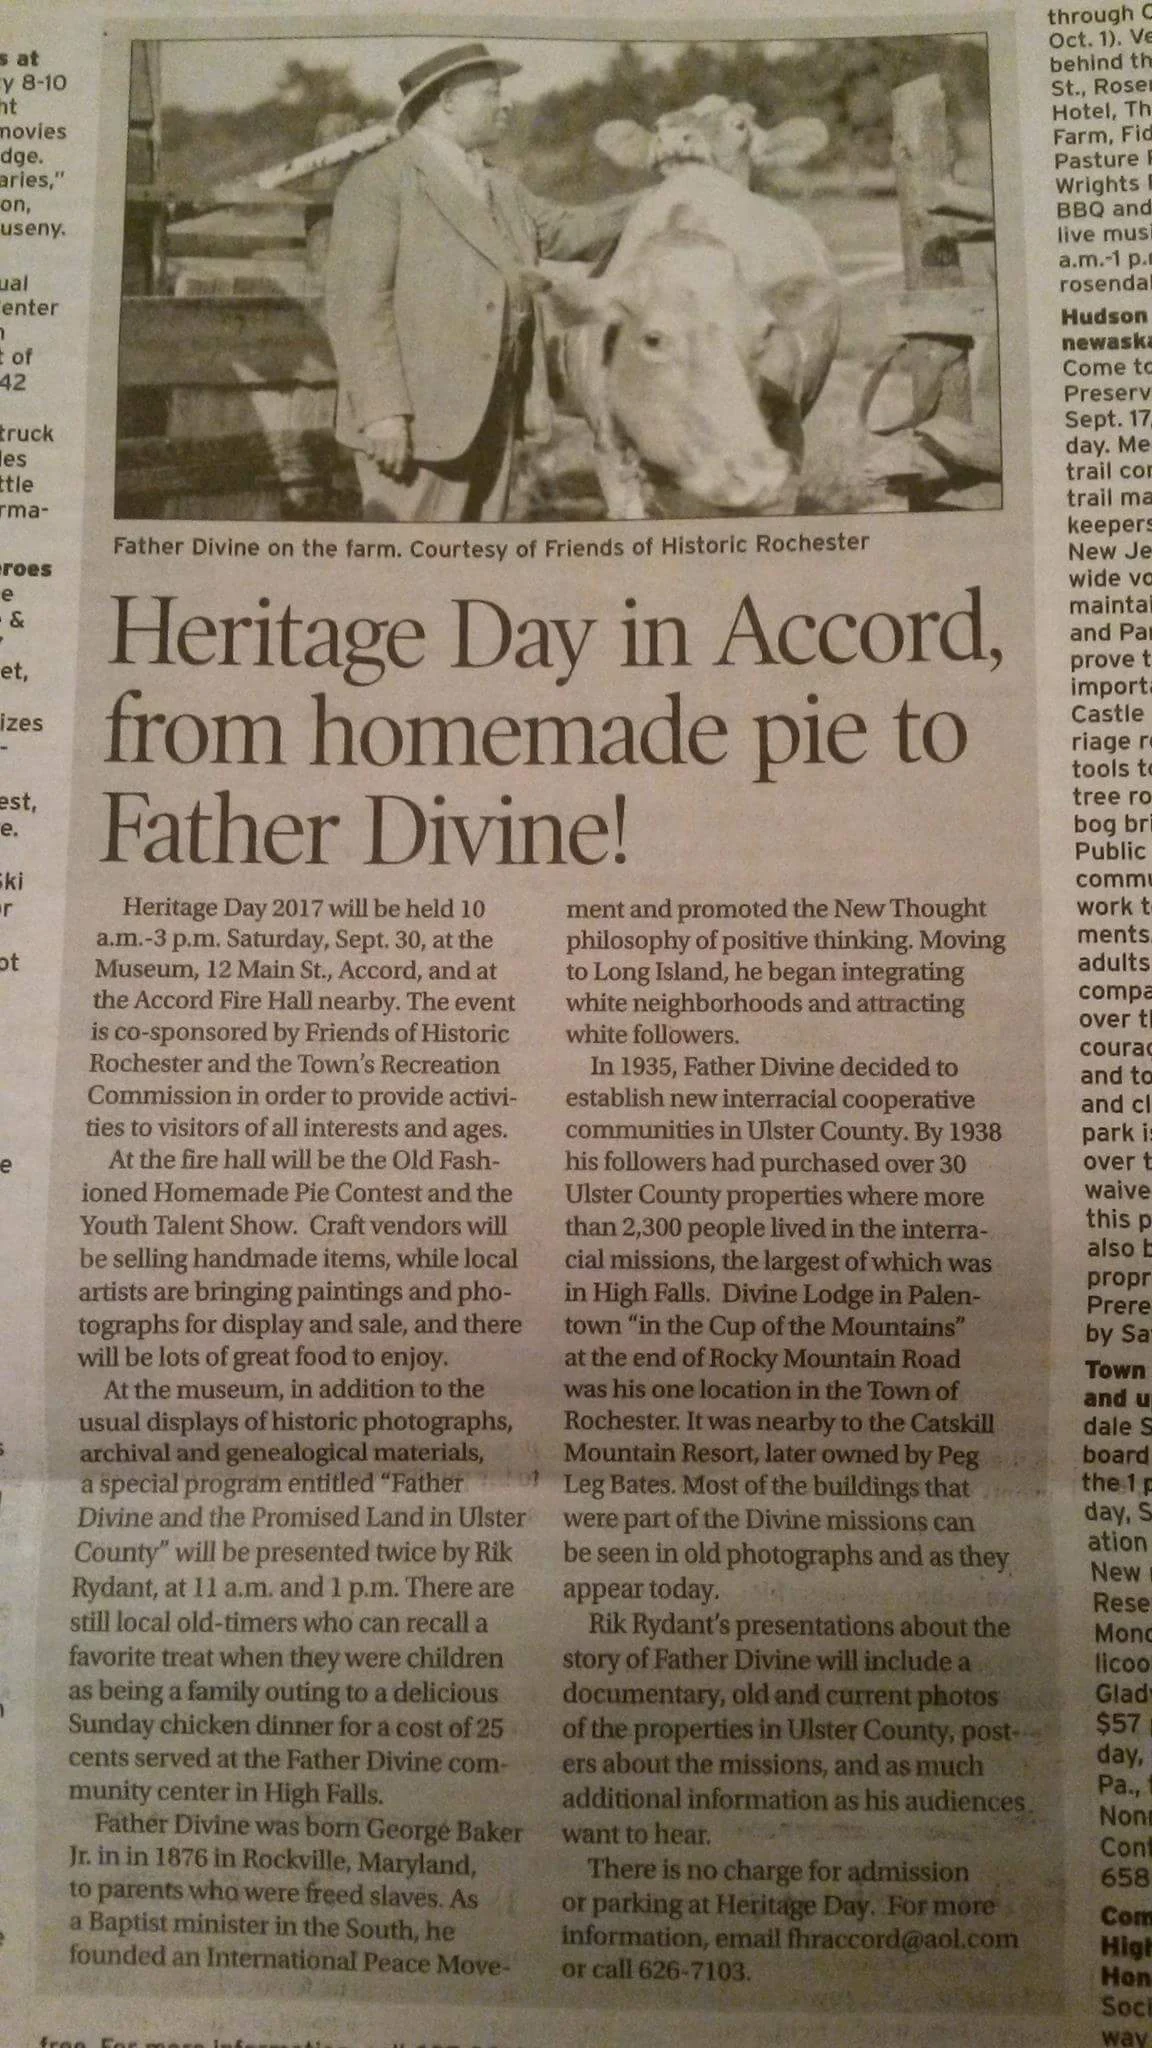 Father Divine on the farm. Courtesy of Friends of Historic Rochester
Heritage Day in Accord,
from homemade pie to
Father Divine!
Heritage Day 2017 will be held 10
a.m.-3 p.m. Saturday, Sept. 30, at the
Museum, 12 Main St., Accord, and at
the Accord Fire Hall nearby. The event
is co-sponsored by Friends of Historic
Rochester and the Town's Recreation
Commission in order to provide activi-
ties to visitors of all interests and ages.
At the fire hall will be the Old Fash-
ioned Homemade Pie Contest and the
Youth Talent Show. Craft vendors will
be selling handmade items, while local
artists are bringing paintings and pho-
tographs for display and sale, and there
will be lots of great food to enjoy.
At the museum, in addition to the
usual displays of historic photographs,
archival and genealogical materials,
a special program entitled "Father
Divine and the Promised Land in Ulster
County" will be presented twice by Rik
Rydant, at 11 a.m. and 1 p.m. There are
still local old-timers who can recall a
favorite treat when they were children
as being a family outing to a delicious
Sunday chicken dinner for a cost of 25
cents served at the Father Divine com-
munity center in High Falls.
Father Divine was born George Baker
Jr. in in 1876 in Rockville, Maryland,
to parents who were freed slaves. As
a Baptist minister in the South, he
founded an International Peace Move-
ment and promoted the New Thought
philosophy of positive thinking. Moving
to Long Island, he began integrating
white neighborhoods and attracting
white followers.
In 1935, Father Divine decided to
establish new interracial cooperative
communities in Ulster County. By 1938
his followers had purchased over 30
Ulster County properties where more
than 2,300 people lived in the interra-
cial missions, the largest of which was
in High Falls. Divine Lodge in Palen-
town "in the Cup of the Mountains"
at the end of Rocky Mountain Road
was his one location in the Town of
Rochester. It was nearby to the Catskill
Mountain Resort, later owned by Peg
Leg Bates. Most of the buildings that
were part of the Divine missions can
be seen in old photographs and as they
appear today.
Rik Rydant's presentations about the
story of Father Divine will include a
documentary, old and current photos
of the properties in Ulster County, post-
ers about the missions, and as much
additional information as his audiences
want to hear.
There is no charge for admission
or parking at Heritage Day. For more
information, email fhraccord@aol.com
or call 626-7103.